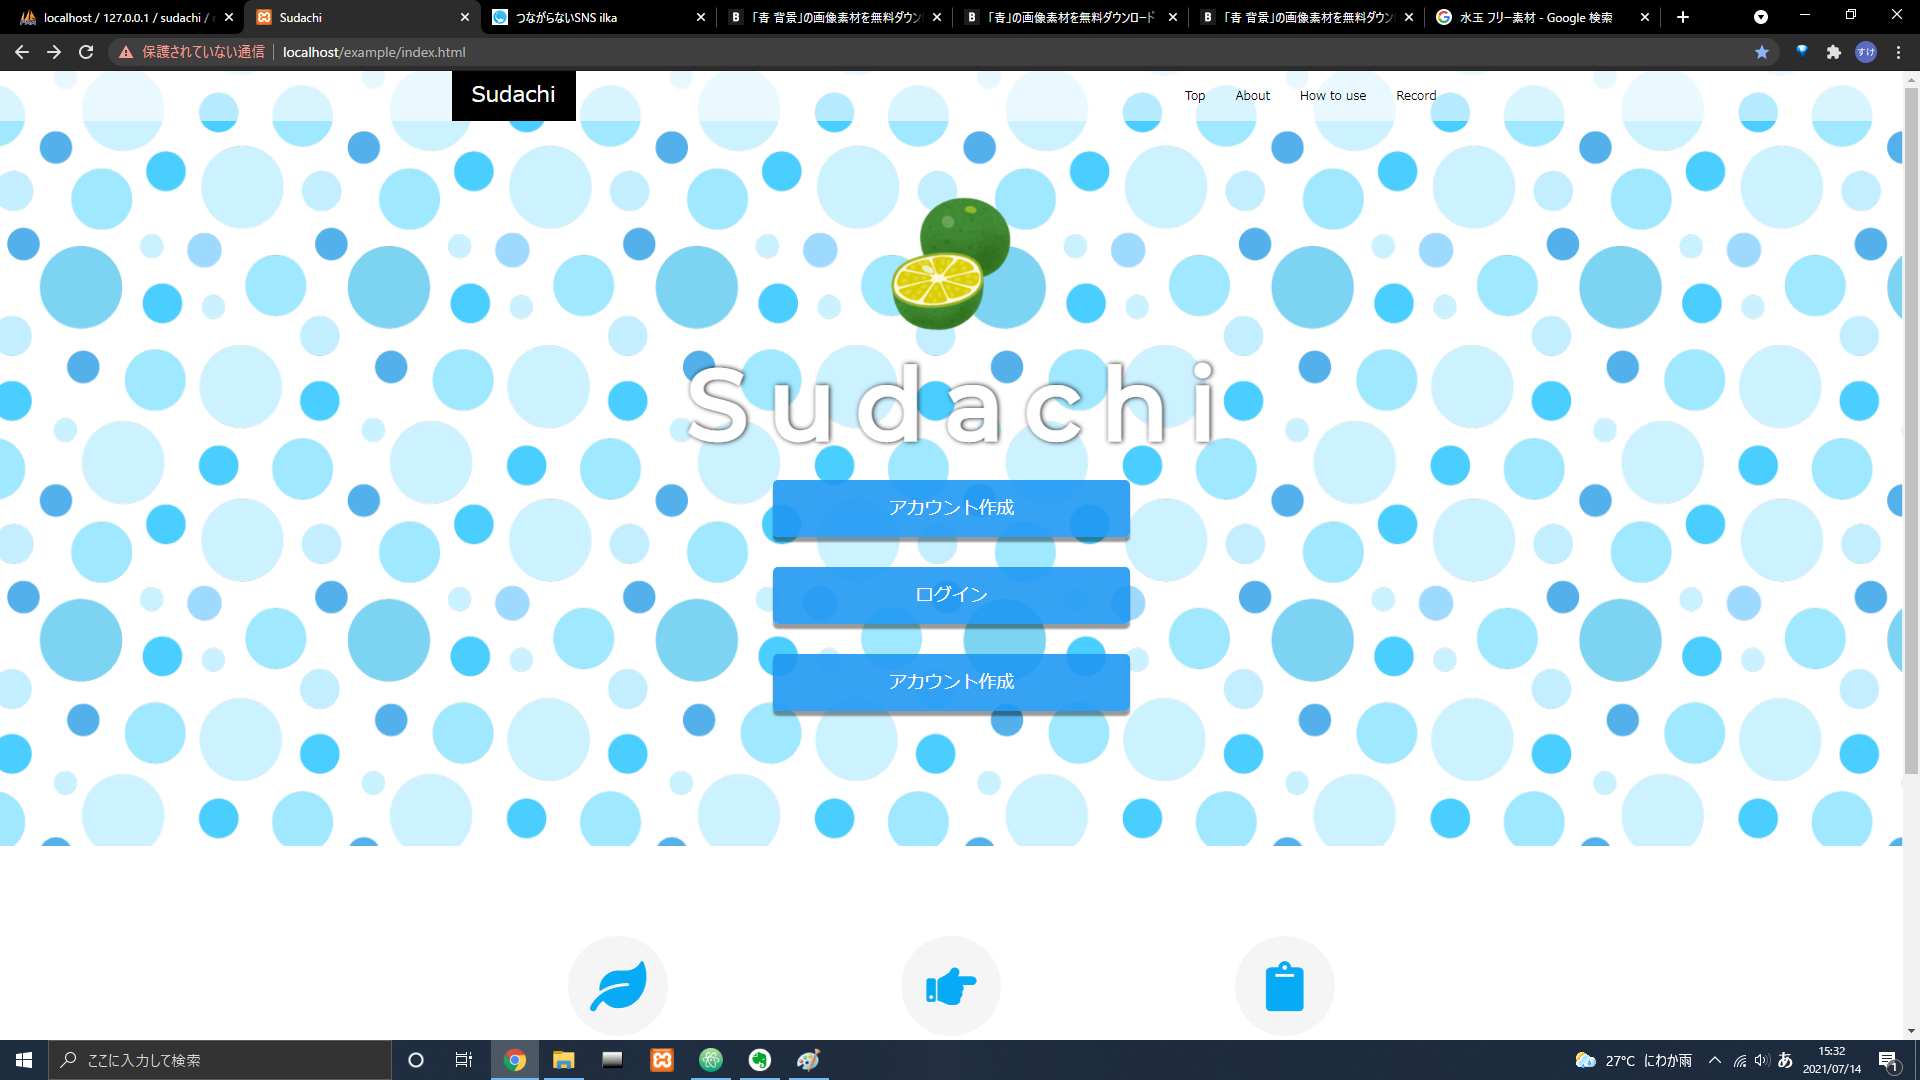 localhost / 127.0.0.1 / sudachi /
Sudachi
つながらないSNS ilka
「青 背景」の画像素材を無料ダウン
「青」の画像素材を無料ダウンロード
「青 背景」の画像素材を無料ダウン
水玉 フリー素材 - Google 検索
保護されていない通信
localhost/example/index.html
すけ
Sudachi
Top
About
How to use
Record
Sudachi
アカウント作成
ログイン
アカウント作成
ここに入力して検索
27°C にわか雨
あ
15:32
2021/07/14
1